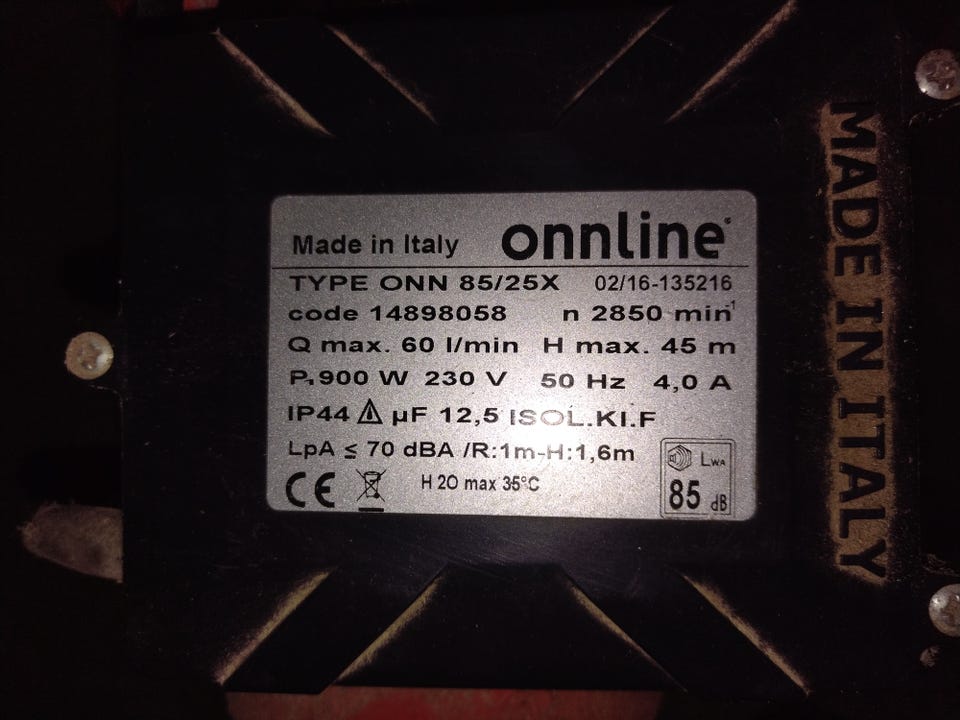 Made in Italy onnline®
TYPE ONN 85/25X 02/16-135216
code 14898058 n 2850 min⁻¹
Q max. 60 l/min H max. 45 m
P₁ 900 W 230 V 50 Hz 4,0 A
IP44 µF 12,5 ISOL.KI.F
LpA ≤ 70 dBA /R:1m-H:1,6m
CE H2O max 35°C
LWA
85 dB
MADE IN ITALY